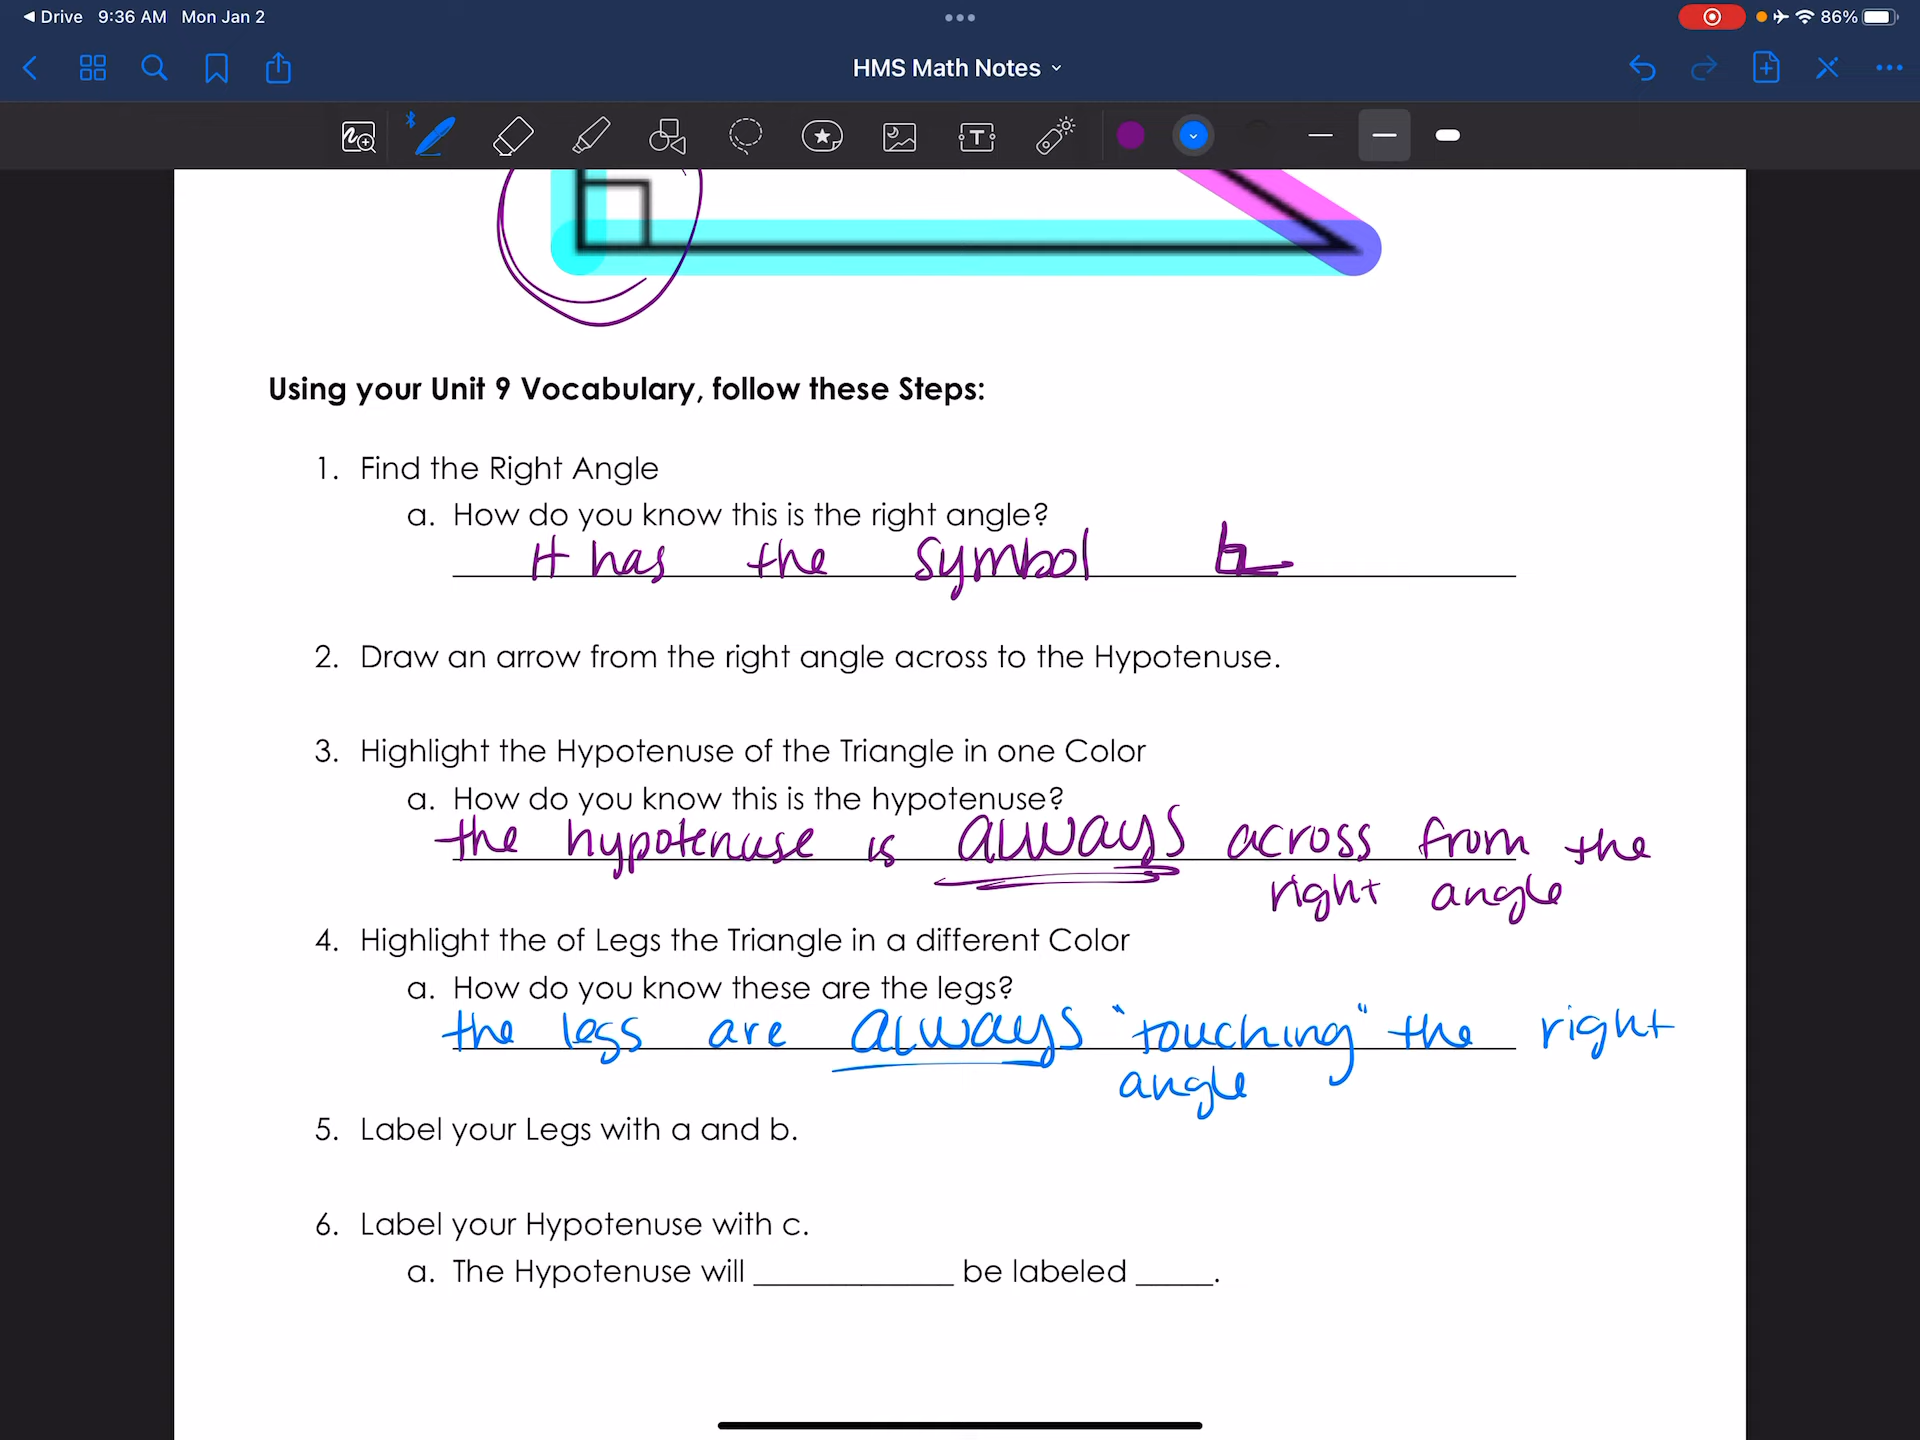 Drive 9:36 AM Mon Jan 2 86%
HMS Math Notes
Using your Unit 9 Vocabulary, follow these Steps:
1. Find the Right Angle
a. How do you know this is the right angle?
It has the symbol
2. Draw an arrow from the right angle across to the Hypotenuse.
3. Highlight the Hypotenuse of the Triangle in one Color
a. How do you know this is the hypotenuse?
the hypotenuse is always across from the
right angle
4. Highlight the of Legs the Triangle in a different Color
a. How do you know these are the legs?
the legs are always "touching" the right
angle
5. Label your Legs with a and b.
6. Label your Hypotenuse with c.
a. The Hypotenuse will ____________ be labeled _____.